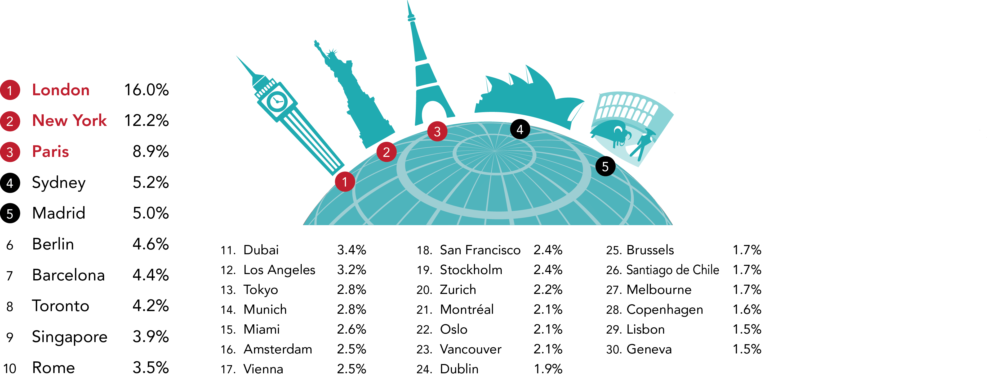 1 London 16.0%
2 New York 12.2%
3 Paris 8.9%
4 Sydney 5.2%
5 Madrid 5.0%
6 Berlin 4.6%
7 Barcelona 4.4%
8 Toronto 4.2%
9 Singapore 3.9%
10 Rome 3.5%
1
2
3
4
5
11. Dubai 3.4%
12. Los Angeles 3.2%
13. Tokyo 2.8%
14. Munich 2.8%
15. Miami 2.6%
16. Amsterdam 2.5%
17. Vienna 2.5%
18. San Francisco 2.4%
19. Stockholm 2.4%
20. Zurich 2.2%
21. Montréal 2.1%
22. Oslo 2.1%
23. Vancouver 2.1%
24. Dublin 1.9%
25. Brussels 1.7%
26. Santiago de Chile 1.7%
27. Melbourne 1.7%
28. Copenhagen 1.6%
29. Lisbon 1.5%
30. Geneva 1.5%